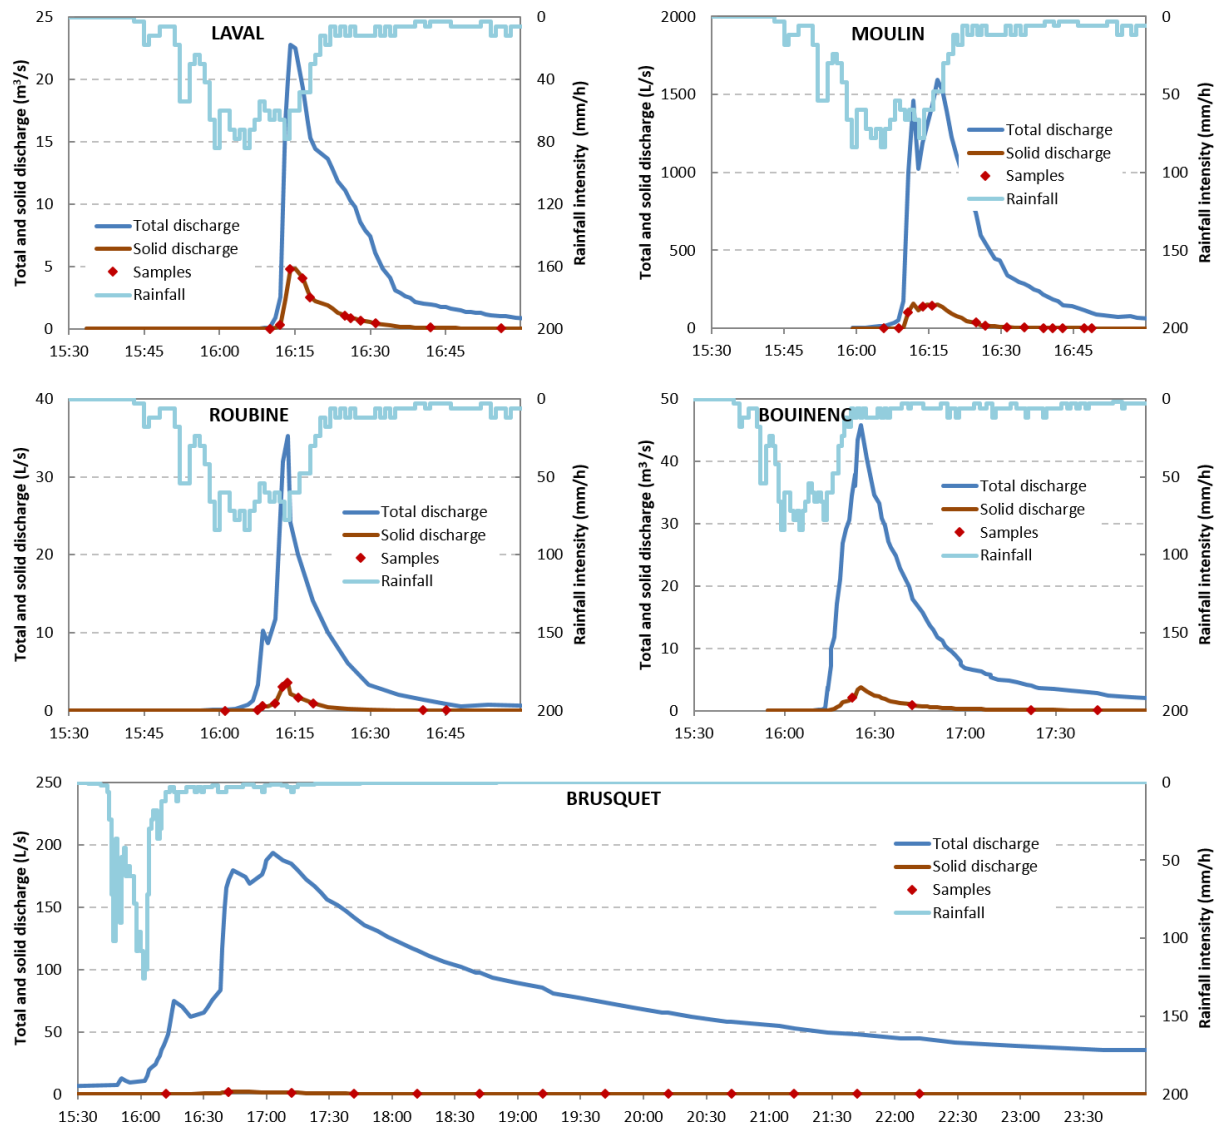 LAVAL
Total and solid discharge (m³/s)
25
20
15
10
5
0
0
40
80
120
160
200
Rainfall intensity (mm/h)
Total discharge
Solid discharge
Samples
Rainfall
15:30 15:45 16:00 16:15 16:30 16:45
MOULIN
Total and solid discharge (L/s)
2000
1500
1000
500
0
0
50
100
150
200
Rainfall intensity (mm/h)
Total discharge
Solid discharge
Samples
Rainfall
15:30 15:45 16:00 16:15 16:30 16:45
ROUBINE
Total and solid discharge (L/s)
40
30
20
10
0
0
50
100
150
200
Rainfall intensity (mm/h)
Total discharge
Solid discharge
Samples
Rainfall
15:30 15:45 16:00 16:15 16:30 16:45
BOUINENC
Total and solid discharge (m³/s)
50
40
30
20
10
0
0
50
100
150
200
Rainfall intensity (mm/h)
Total discharge
Solid discharge
Samples
Rainfall
15:30 16:00 16:30 17:00 17:30
BRUSQUET
Total and solid discharge (L/s)
250
200
150
100
50
0
0
50
100
150
200
Rainfall intensity (mm/h)
Total discharge
Solid discharge
Samples
Rainfall
15:30 16:00 16:30 17:00 17:30 18:00 18:30 19:00 19:30 20:00 20:30 21:00 21:30 22:00 22:30 23:00 23:30